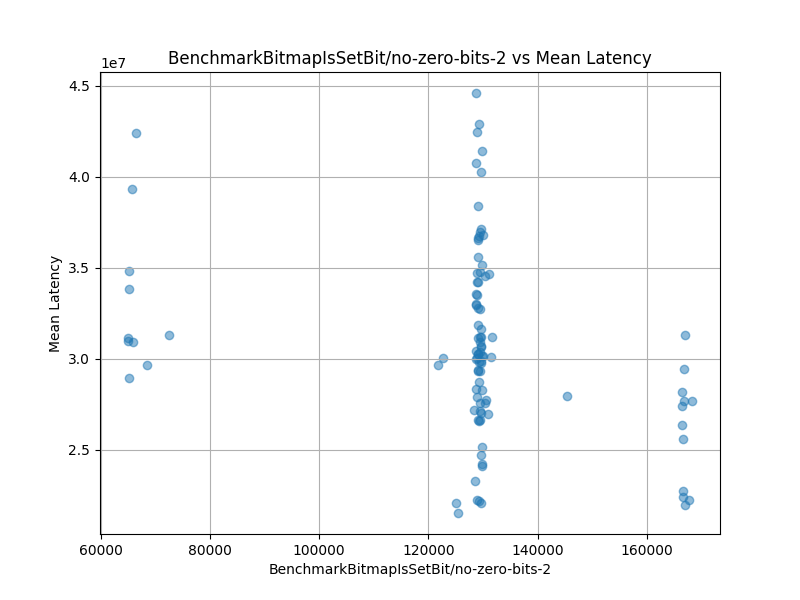 BenchmarkBitmapIsSetBit/no-zero-bits-2 vs Mean Latency
1e7
4.5
4.0
3.5
3.0
2.5
Mean Latency
60000 80000 100000 120000 140000 160000
BenchmarkBitmapIsSetBit/no-zero-bits-2